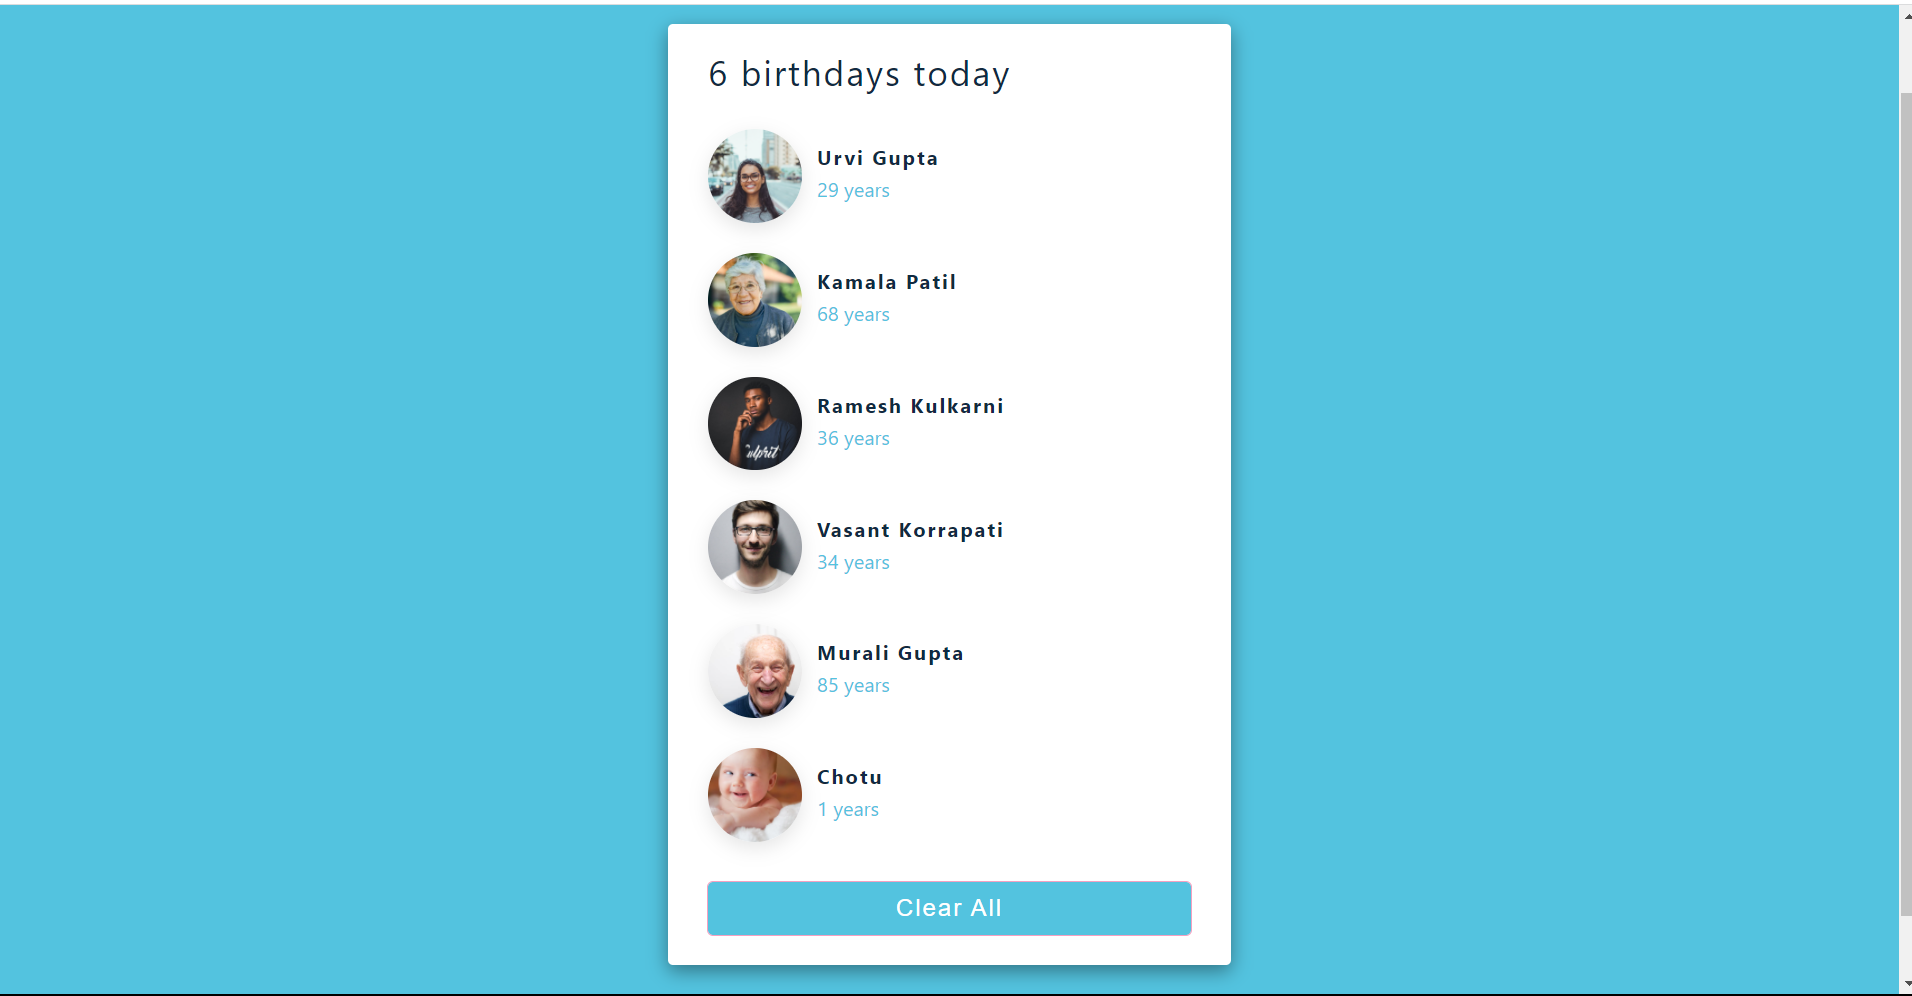 6 birthdays today
Urvi Gupta
29 years
Kamala Patil
68 years
Ramesh Kulkarni
36 years
Vasant Korrapati
34 years
Murali Gupta
85 years
Chotu
1 years
Clear All